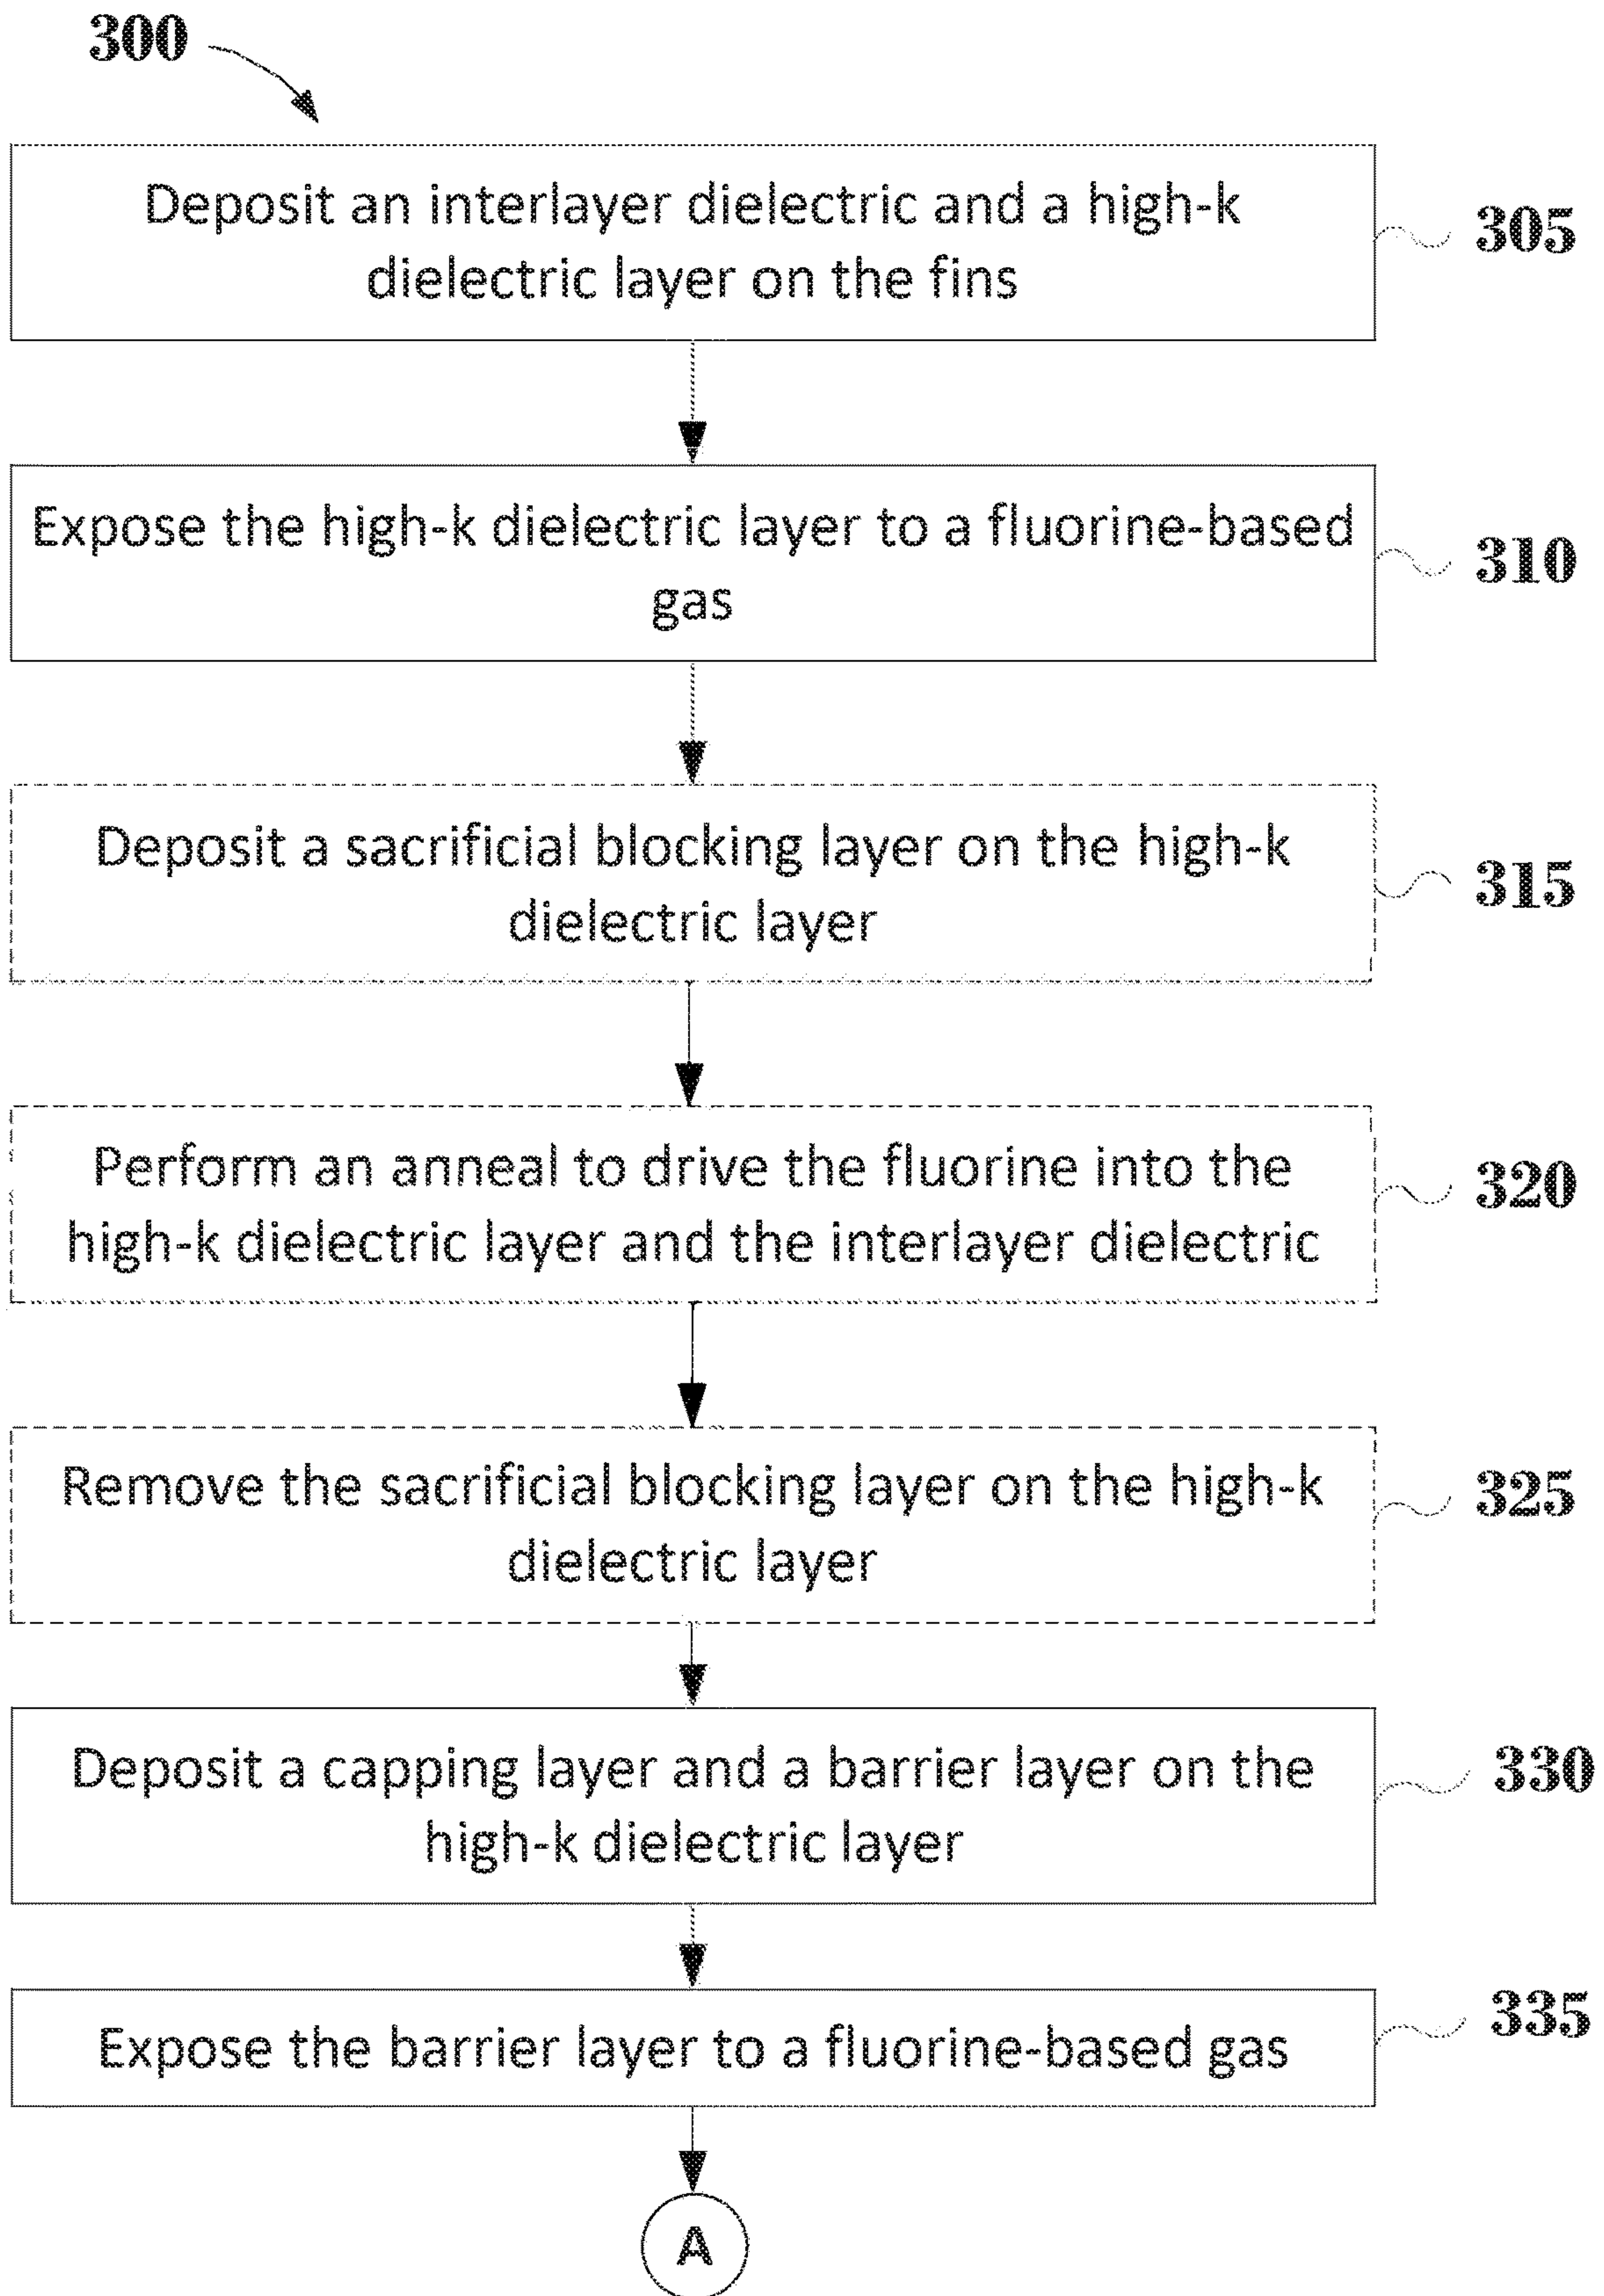 300
Deposit an interlayer dielectric and a high-k
dielectric layer on the fins
305
Expose the high-k dielectric layer to a fluorine-based
gas
310
Deposit a sacrificial blocking layer on the high-k
dielectric layer
315
Perform an anneal to drive the fluorine into the
high-k dielectric layer and the interlayer dielectric
320
Remove the sacrificial blocking layer on the high-k
dielectric layer
325
Deposit a capping layer and a barrier layer on the
high-k dielectric layer
330
Expose the barrier layer to a fluorine-based gas
335
A